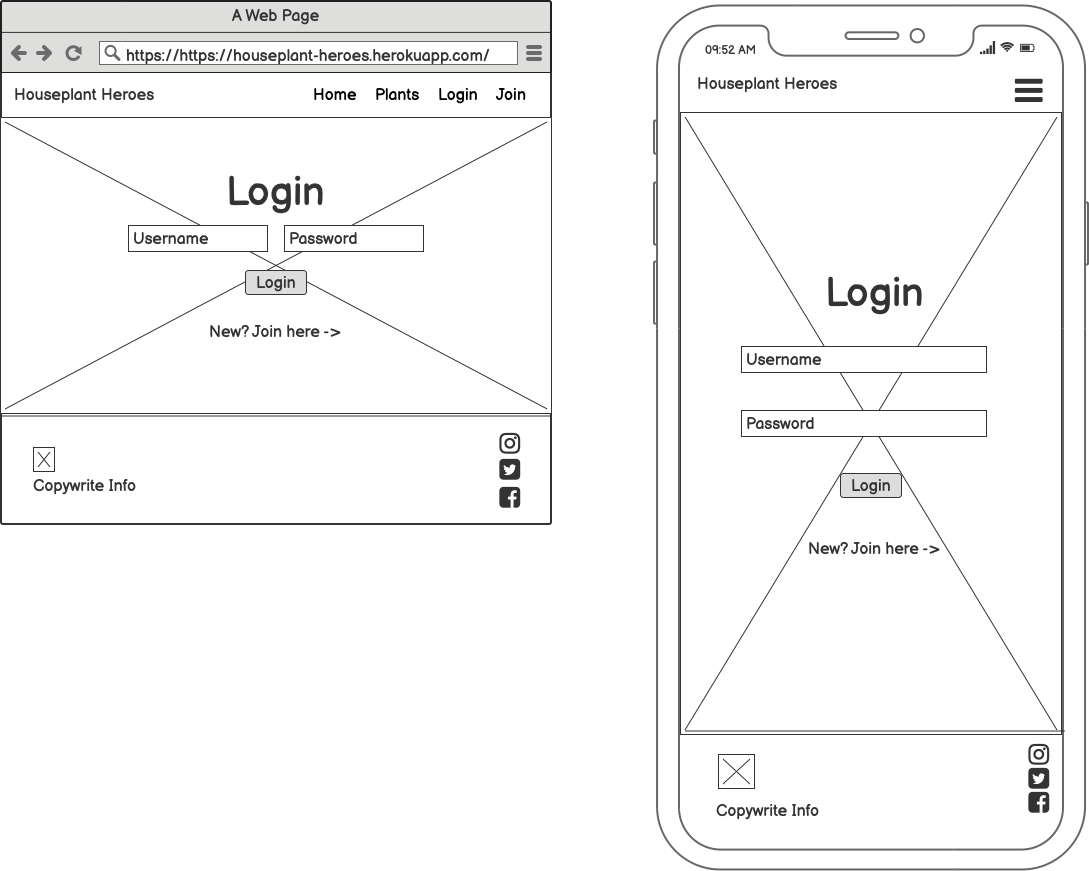 A Web Page
https://https://houseplant-heroes.herokuapp.com/
Houseplant Heroes Home Plants Login Join
Login
Username Password
Login
New? Join here ->
Copywrite Info
09:52 AM
Houseplant Heroes
Login
Username
Password
Login
New? Join here ->
Copywrite Info